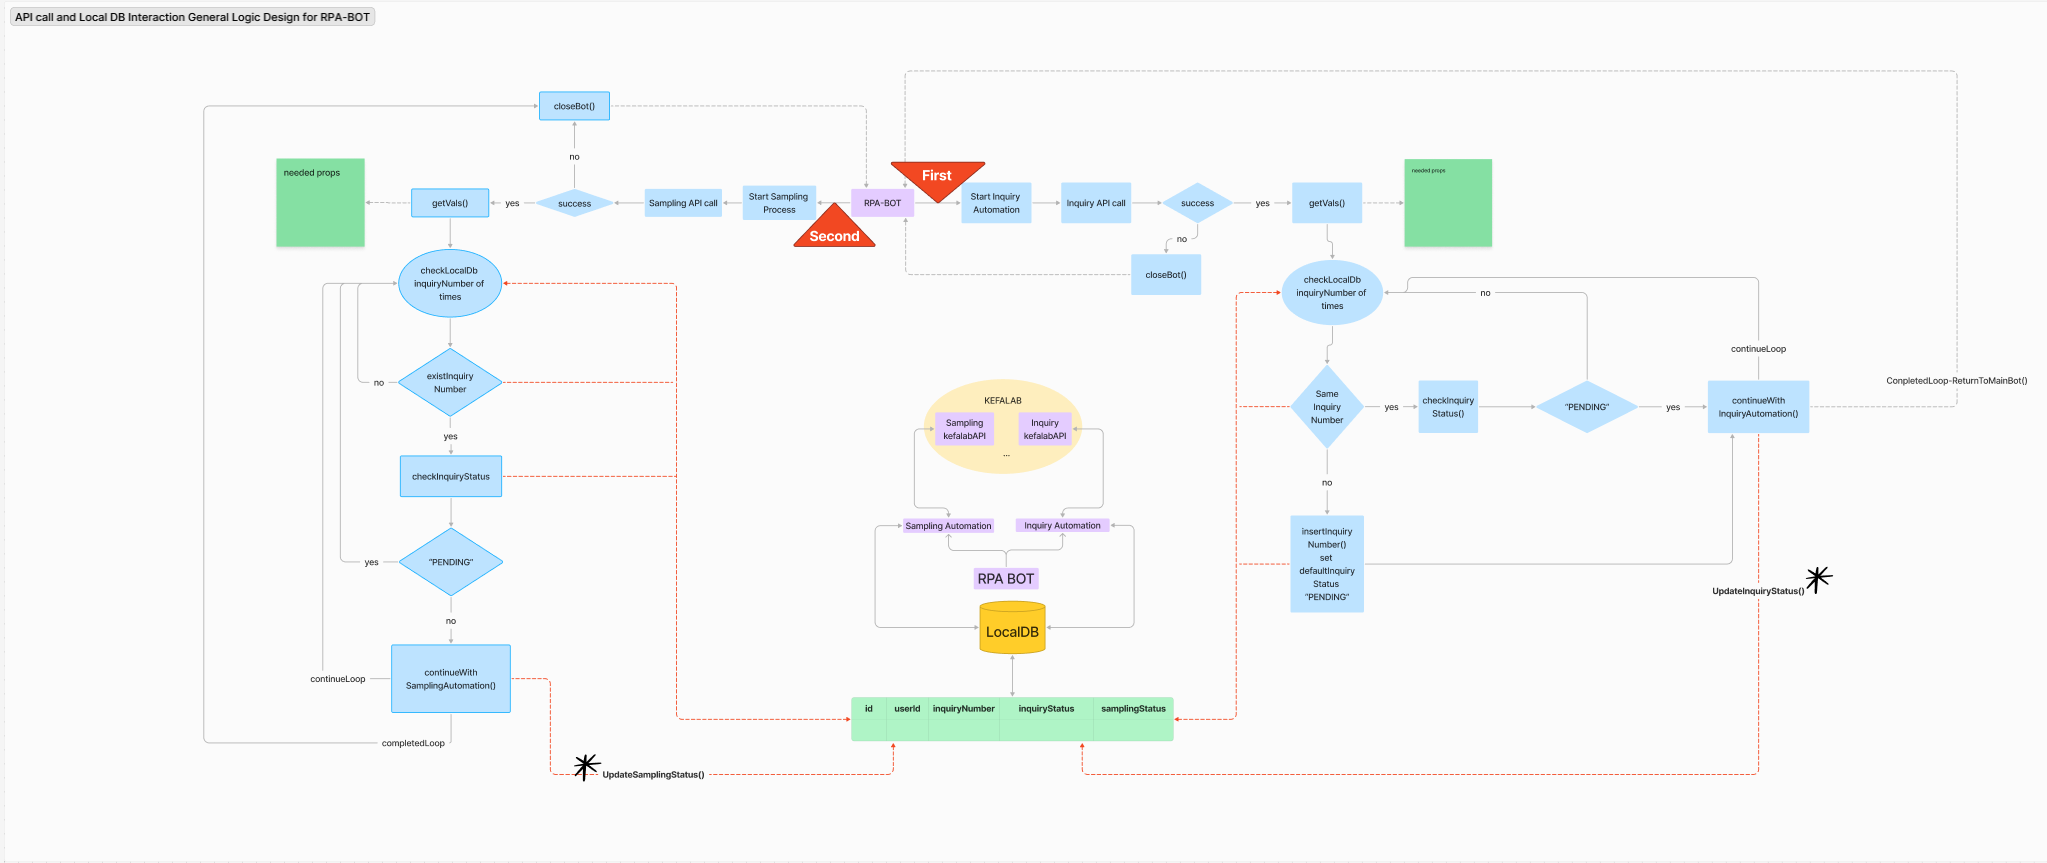 API call and Local DB Interaction General Logic Design for RPA-BOT
closeBot()
no
needed props
getVals()
yes
success
Sampling API call
Start Sampling
Process
Second
RPA-BOT
First
Start Inquiry
Automation
Inquiry API call
success
yes
getVals()
needed props
no
closeBot()
checkLocalDb
inquiryNumber of
times
existInquiry
Number
no
yes
checkInquiryStatus
"PENDING"
yes
no
continueWith
SamplingAutomation()
continueLoop
completedLoop
UpdateSamplingStatus()
KEFALAB
Sampling
kefalabAPI
Inquiry
kefalabAPI
...
Sampling Automation
Inquiry Automation
RPA BOT
LocalDB
id
userId
inquiryNumber
inquiryStatus
samplingStatus
checkLocalDb
inquiryNumber of
times
no
continueLoop
ConpletedLoop-ReturnToMainBot()
Same
Inquiry
Number
yes
checkInquiry
Status()
"PENDING"
yes
continueWith
InquiryAutomation()
no
insertInquiry
Number()
set
defaultInquiry
Status
"PENDING"
UpdateInquiryStatus()